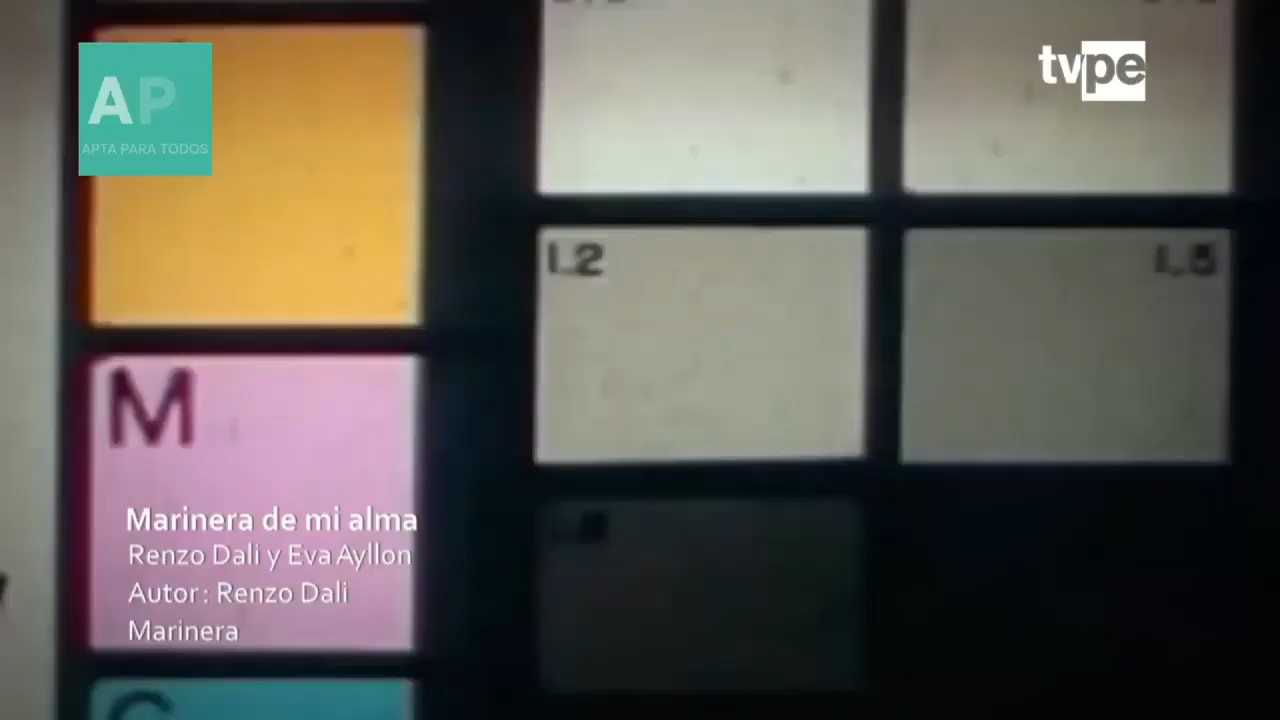 AP
APTA PARA TODOS
tvpe
1.2
1.5
M
Marinera de mi alma
Renzo Dali y Eva Ayllon
Autor: Renzo Dali
Marinera
C